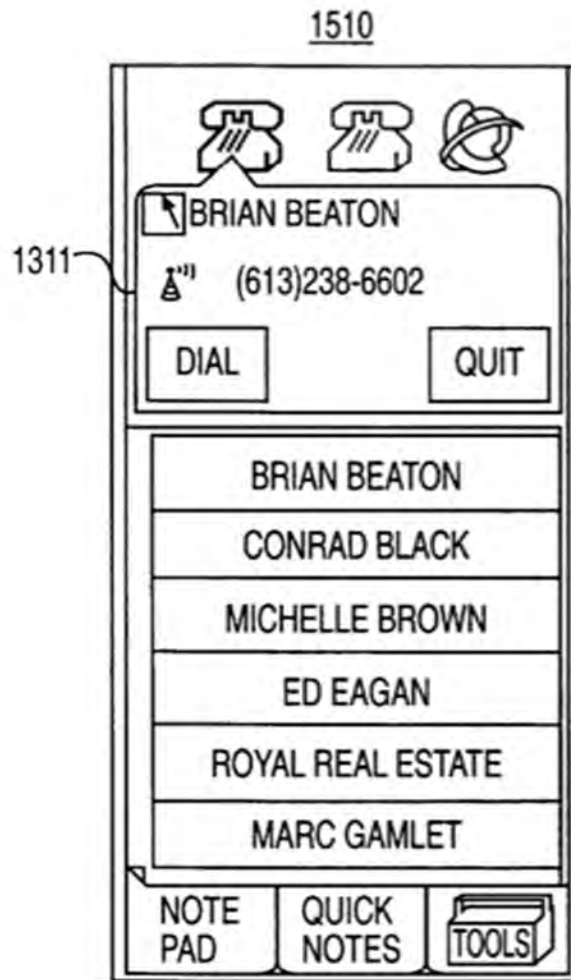 1510
BRIAN BEATON
1311
(613)238-6602
DIAL QUIT
BRIAN BEATON
CONRAD BLACK
MICHELLE BROWN
ED EAGAN
ROYAL REAL ESTATE
MARC GAMLET
NOTE PAD
QUICK NOTES
TOOLS